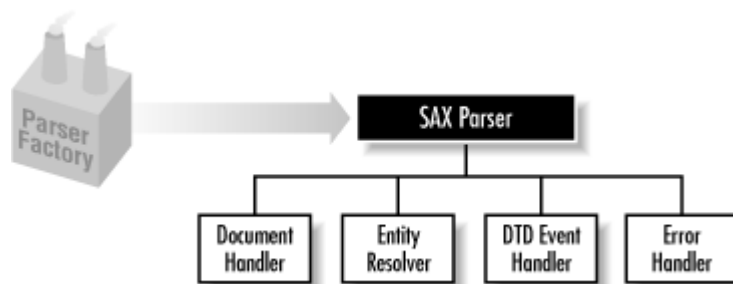 Parser
Factory
SAX Parser
Document
Handler
Entity
Resolver
DTD Event
Handler
Error
Handler